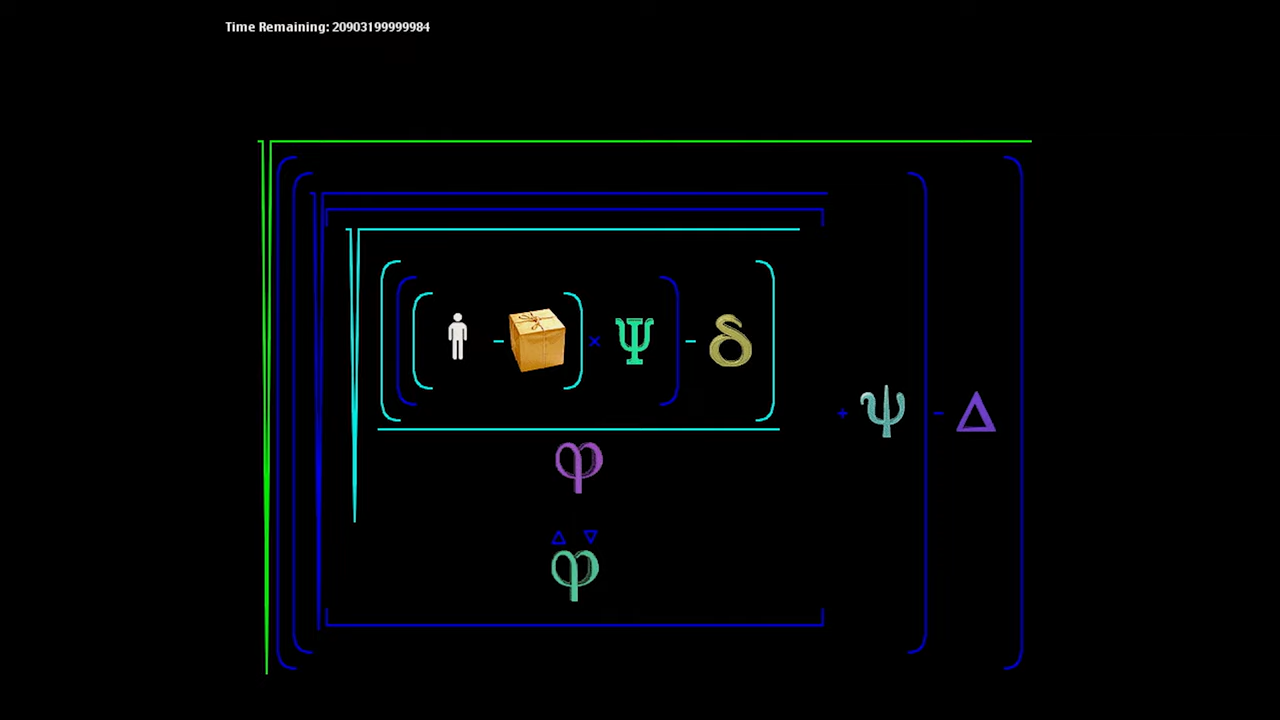 Time Remaining: 20903199999984
- × Ψ - δ
+ ψ - Δ
φ
△ ▽
φ